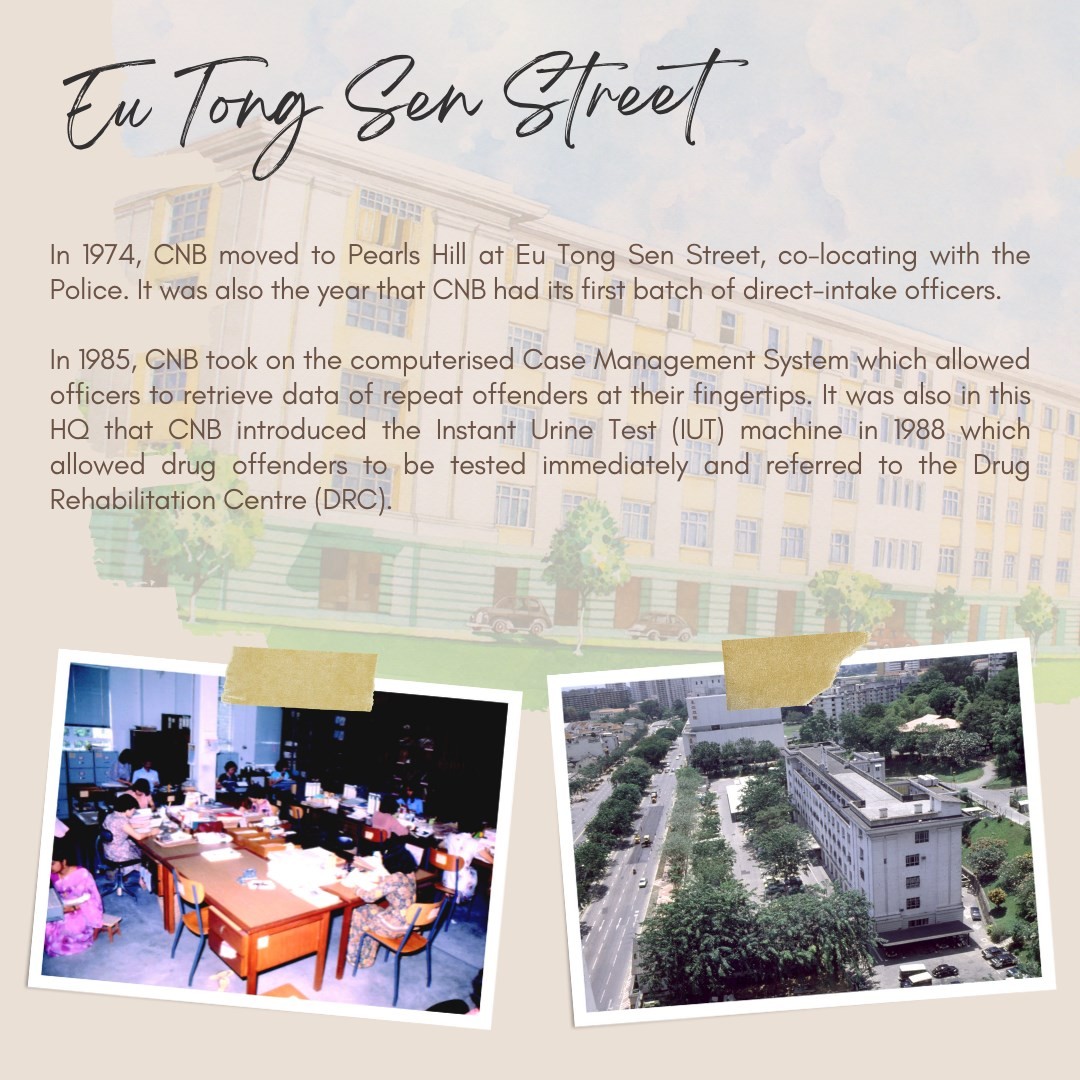 Eu Tong Sen Street
In 1974, CNB moved to Pearls Hill at Eu Tong Sen Street, co-locating with the
Police. It was also the year that CNB had its first batch of direct-intake officers.
In 1985, CNB took on the computerised Case Management System which allowed
officers to retrieve data of repeat offenders at their fingertips. It was also in this
HQ that CNB introduced the Instant Urine Test (IUT) machine in 1988 which
allowed drug offenders to be tested immediately and referred to the Drug
Rehabilitation Centre (DRC).